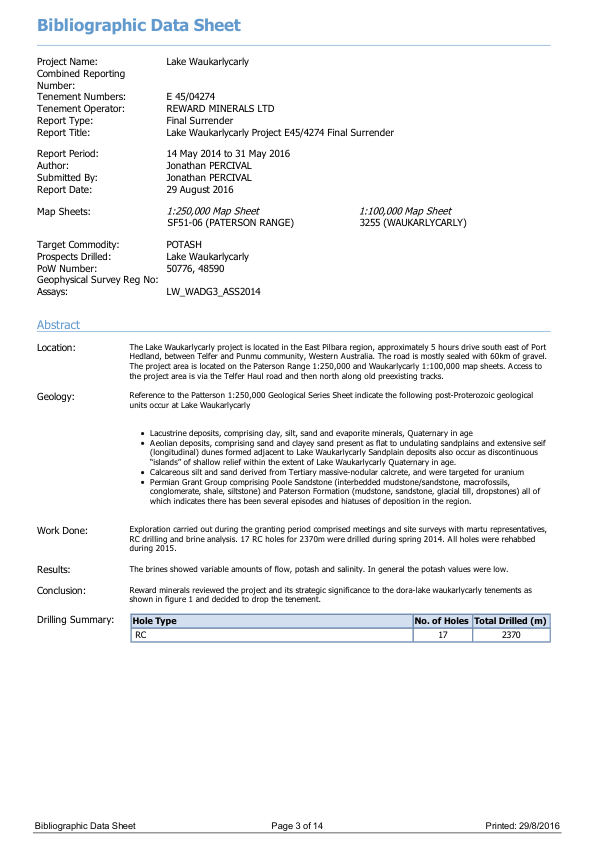 Bibliographic Data Sheet
Project Name: Lake Waukarlycarly
Combined Reporting
Number:
Tenement Numbers: E 45/04274
Tenement Operator: REWARD MINERALS LTD
Report Type: Final Surrender
Report Title: Lake Waukarlycarly Project E45/4274 Final Surrender
Report Period: 14 May 2014 to 31 May 2016
Author: Jonathan PERCIVAL
Submitted By: Jonathan PERCIVAL
Report Date: 29 August 2016
Map Sheets: 1:250,000 Map Sheet 1:100,000 Map Sheet
SF51-06 (PATERSON RANGE) 3255 (WAUKARLYCARLY)
Target Commodity: POTASH
Prospects Drilled: Lake Waukarlycarly
PoW Number: 50776, 48590
Geophysical Survey Reg No:
Assays: LW_WADG3_ASS2014
Abstract
Location: The Lake Waukarlycarly project is located in the East Pilbara region, approximately 5 hours drive south east of Port
Hedland, between Telfer and Punmu community, Western Australia. The road is mostly sealed with 60km of gravel.
The project area is located on the Paterson Range 1:250,000 and Waukarlycarly 1:100,000 map sheets. Access to
the project area is via the Telfer Haul road and then north along old preexisting tracks.
Geology: Reference to the Patterson 1:250,000 Geological Series Sheet indicate the following post-Proterozoic geological
units occur at Lake Waukarlycarly
• Lacustrine deposits, comprising clay, silt, sand and evaporite minerals, Quaternary in age
• Aeolian deposits, comprising sand and clayey sand present as flat to undulating sandplains and extensive seif
(longitudinal) dunes formed adjacent to Lake Waukarlycarly Sandplain deposits also occur as discontinuous
"islands" of shallow relief within the extent of Lake Waukarlycarly Quaternary in age.
• Calcareous silt and sand derived from Tertiary massive-nodular calcrete, and were targeted for uranium
• Permian Grant Group comprising Poole Sandstone (interbedded mudstone/sandstone, macrofossils,
conglomerate, shale, siltstone) and Paterson Formation (mudstone, sandstone, glacial till, dropstones) all of
which indicates there has been several episodes and hiatuses of deposition in the region.
Work Done: Exploration carried out during the granting period comprised meetings and site surveys with martu representatives,
RC drilling and brine analysis. 17 RC holes for 2370m were drilled during spring 2014. All holes were rehabbed
during 2015.
Results: The brines showed variable amounts of flow, potash and salinity. In general the potash values were low.
Conclusion: Reward minerals reviewed the project and its strategic significance to the dora-lake waukarlycarly tenements as
shown in figure 1 and decided to drop the tenement.
Drilling Summary: Hole Type No. of Holes Total Drilled (m)
RC 17 2370
Bibliographic Data Sheet Page 3 of 14 Printed: 29/8/2016